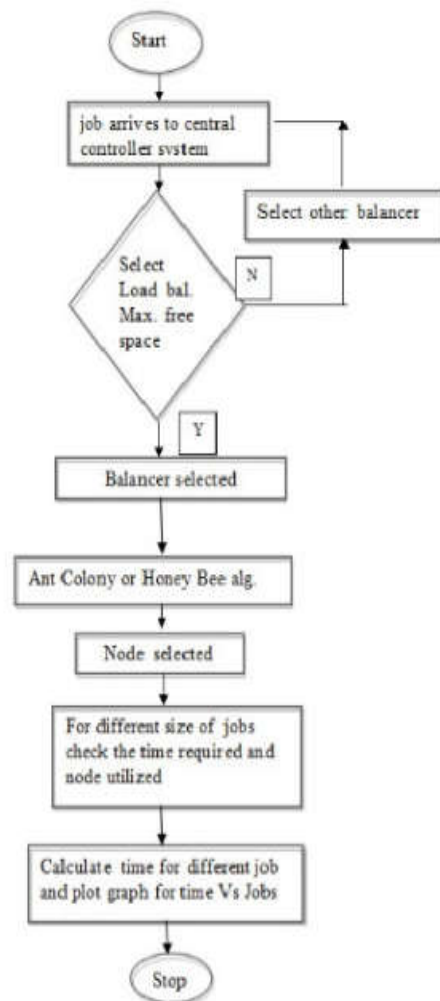 Start
job arrives to central
controller system
Select other balancer
Select
Load bal.
Max. free
space
N
Y
Balancer selected
Ant Colony or Honey Bee alg.
Node selected
For different size of jobs
check the time required and
node utilized
Calculate time for different job
and plot graph for time Vs Jobs
Stop